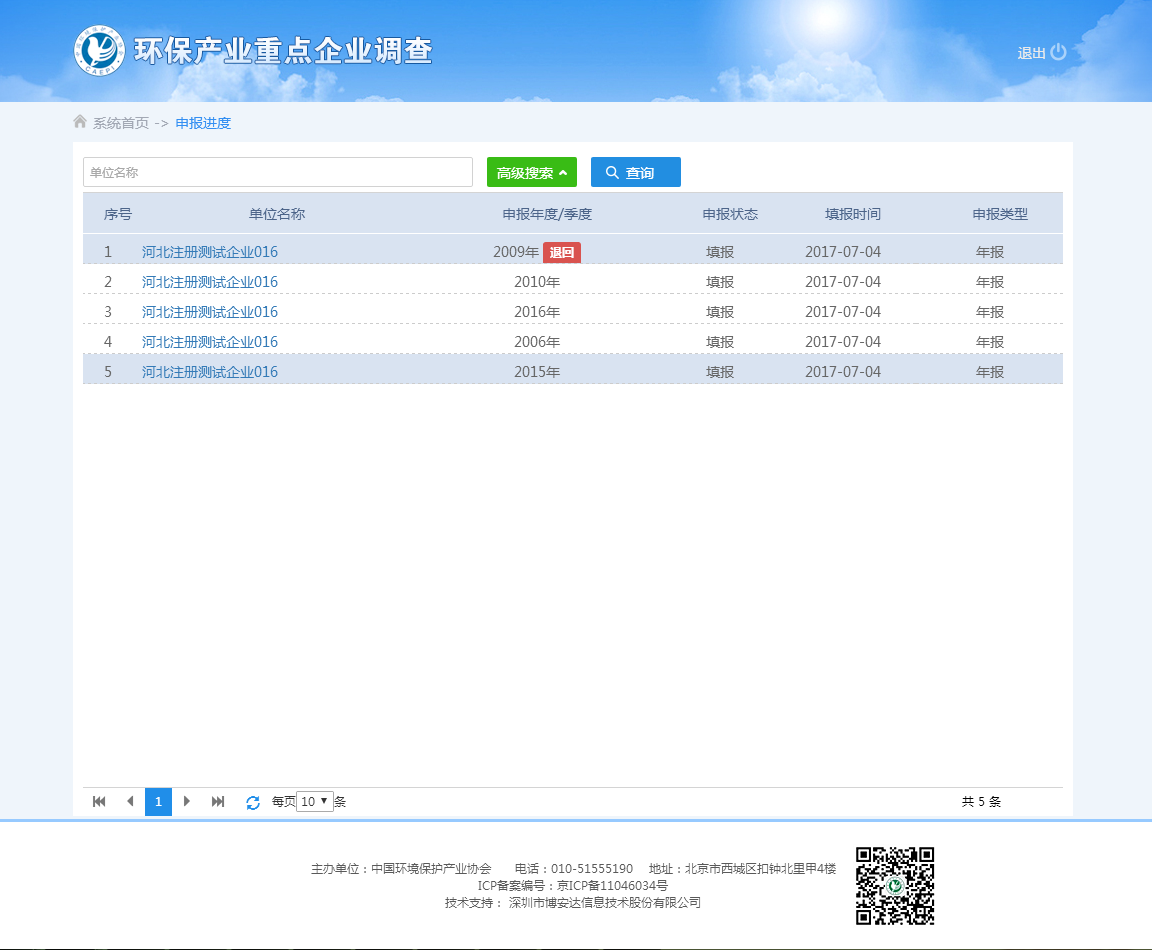 环保产业重点企业调查
CAEPI
退出
系统首页 -> 申报进度
单位名称 高级搜索 查询
序号 单位名称 申报年度/季度 申报状态 填报时间 申报类型
1 河北注册测试企业016 2009年 退回 填报 2017-07-04 年报
2 河北注册测试企业016 2010年 填报 2017-07-04 年报
3 河北注册测试企业016 2016年 填报 2017-07-04 年报
4 河北注册测试企业016 2006年 填报 2017-07-04 年报
5 河北注册测试企业016 2015年 填报 2017-07-04 年报
1 每页 10 条 共 5 条
主办单位：中国环境保护产业协会 电话：010-51555190 地址：北京市西城区扣钟北里甲4楼
ICP备案编号：京ICP备11046034号
技术支持： 深圳市博安达信息技术股份有限公司